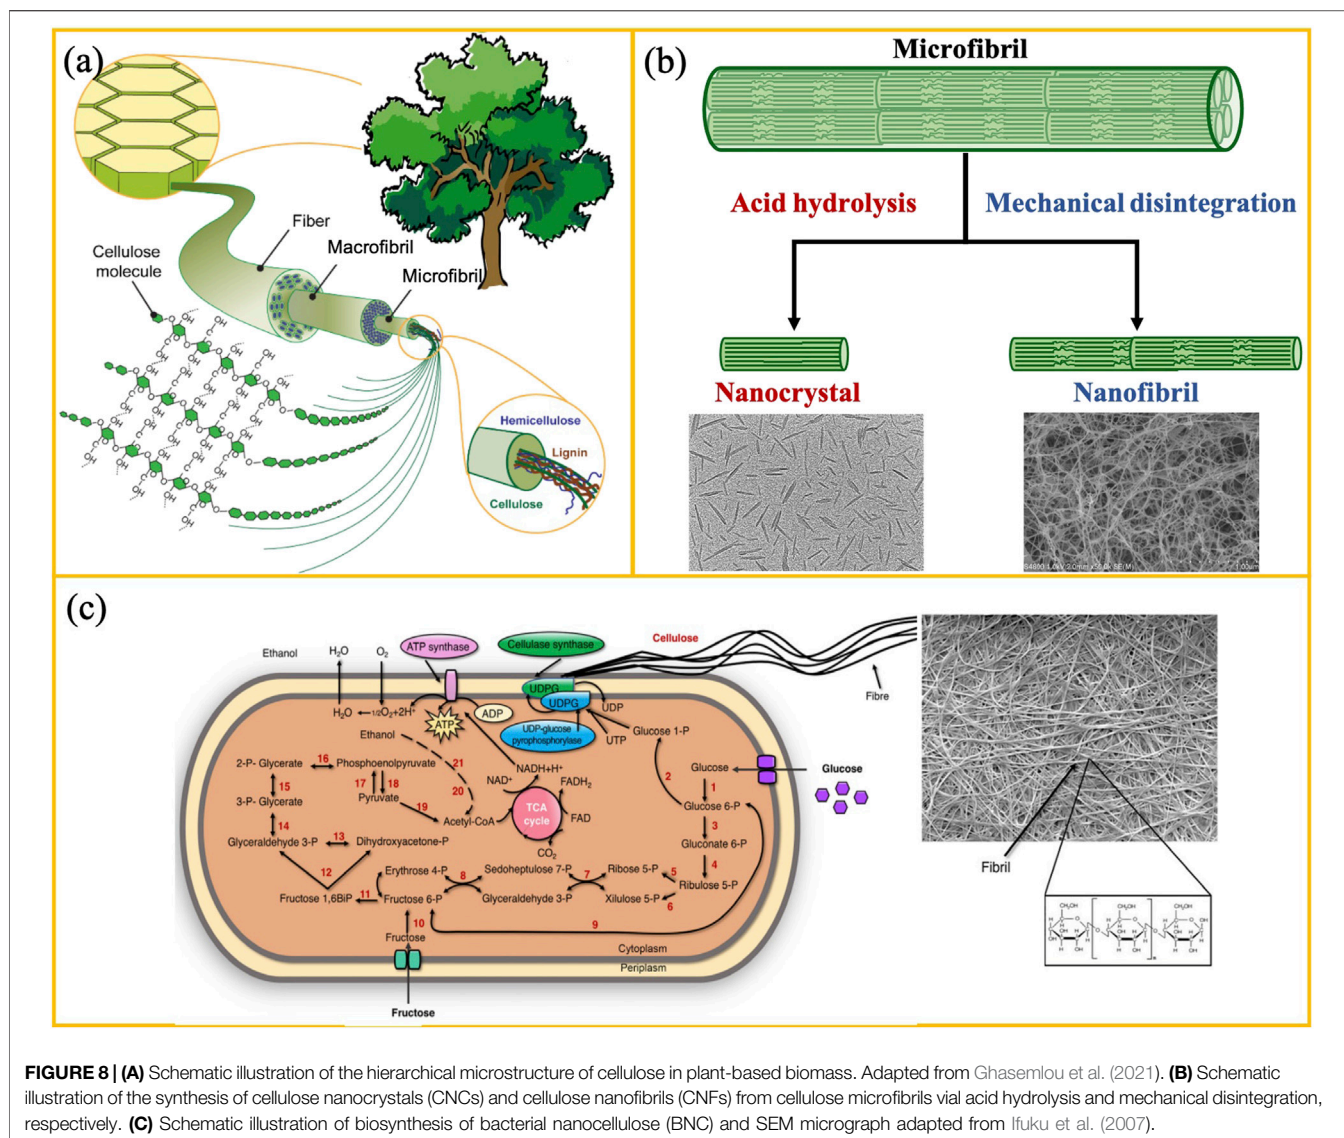 (a)
Fiber
Macrofibril
Microfibril
Cellulose
molecule
Hemicellulose
Lignin
Cellulose
(b)
Microfibril
Acid hydrolysis
Mechanical disintegration
Nanocrystal
Nanofibril
1.00um
(c)
Ethanol
H2O
O2
ATP synthase
Cellulase synthase
Cellulose
Fibre
UDPG
UDPG
UDP
H2O
1/2O2+2H+
ATP
ADP
UDP-glucose
pyrophosphorylase
UTP
Glucose 1-P
Ethanol
2-P- Glycerate
16
Phosphoenolpyruvate
21
NADH+H+
Glucose
Glucose
15
17
18
20
NAD+
FADH2
2
1
3-P- Glycerate
Pyruvate
19
Acetyl-CoA
TCA
cycle
FAD
Glucose 6-P
14
3
Glyceraldehyde 3-P
13
Dihydroxyacetone-P
CO2
Gluconate 6-P
12
Erythrose 4-P
8
Sedoheptulose 7-P
7
Ribose 5-P
5
4
Ribulose 5-P
Fructose 1,6BiP
11
Fructose 6-P
Glyceraldehyde 3-P
Xilulose 5-P
6
10
9
Fructose
Cytoplasm
Periplasm
Fructose
Fibril
FIGURE 8 | (A) Schematic illustration of the hierarchical microstructure of cellulose in plant-based biomass. Adapted from Ghasemlou et al. (2021). (B) Schematic
illustration of the synthesis of cellulose nanocrystals (CNCs) and cellulose nanofibrils (CNFs) from cellulose microfibrils vial acid hydrolysis and mechanical disintegration,
respectively. (C) Schematic illustration of biosynthesis of bacterial nanocellulose (BNC) and SEM micrograph adapted from Ifuku et al. (2007).